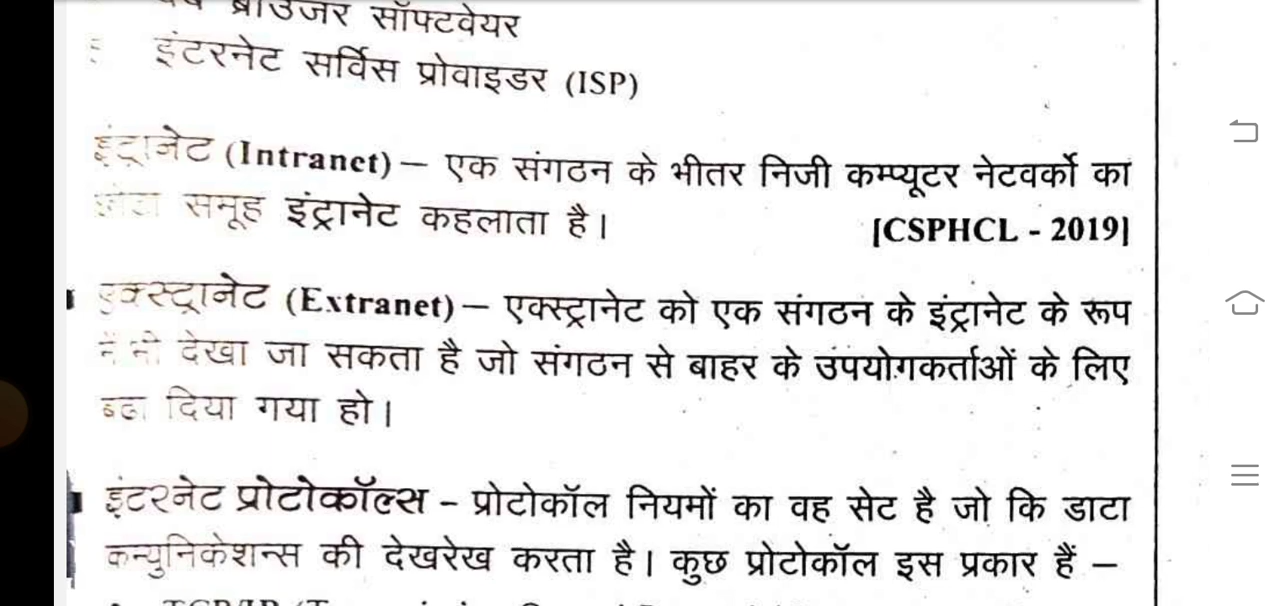 ब्राउजर सॉफ्टवेयर
इंटरनेट सर्विस प्रोवाइडर (ISP)
इंट्रानेट (Intranet) – एक संगठन के भीतर निजी कम्प्यूटर नेटवर्को का
समूह इंट्रानेट कहलाता है। [CSPHCL - 2019]
एक्स्ट्रानेट (Extranet) – एक्स्ट्रानेट को एक संगठन के इंट्रानेट के रूप
में भी देखा जा सकता है जो संगठन से बाहर के उपयोगकर्ताओं के लिए
बढा दिया गया हो।
इंटरनेट प्रोटोकॉल्स - प्रोटोकॉल नियमों का वह सेट है जो कि डाटा
कम्युनिकेशन्स की देखरेख करता है। कुछ प्रोटोकॉल इस प्रकार हैं –